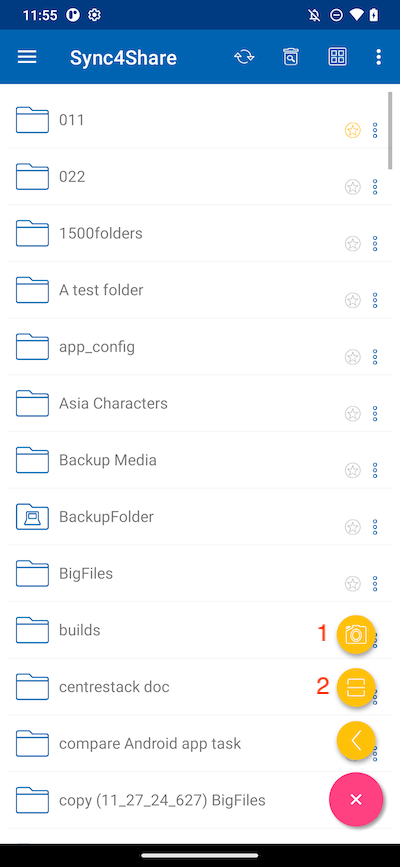 11:55
Sync4Share
011
022
1500folders
A test folder
app_config
Asia Characters
Backup Media
BackupFolder
BigFiles
builds
1
centrestack doc
2
compare Android app task
copy (11_27_24_627) BigFiles